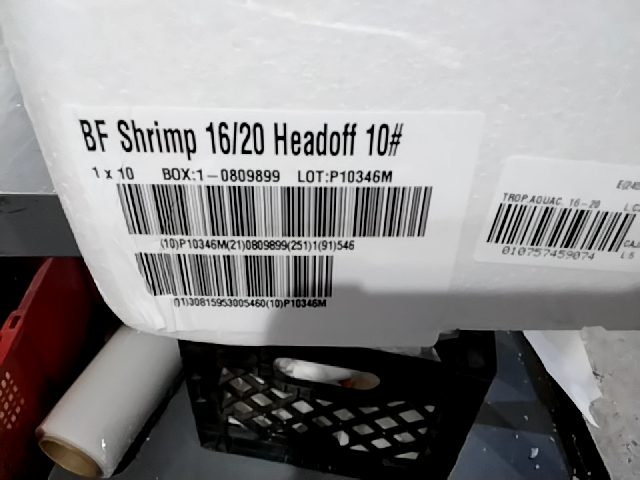 BF Shrimp 16/20 Headoff 10#
1 x 10 BOX:1-0809899 LOT:P10346M
(10)P10346M(21)0809899(251)1(91)546
(01)30815953005460(10)P10346M
TROP.AQUAC. 16-20
010757459074